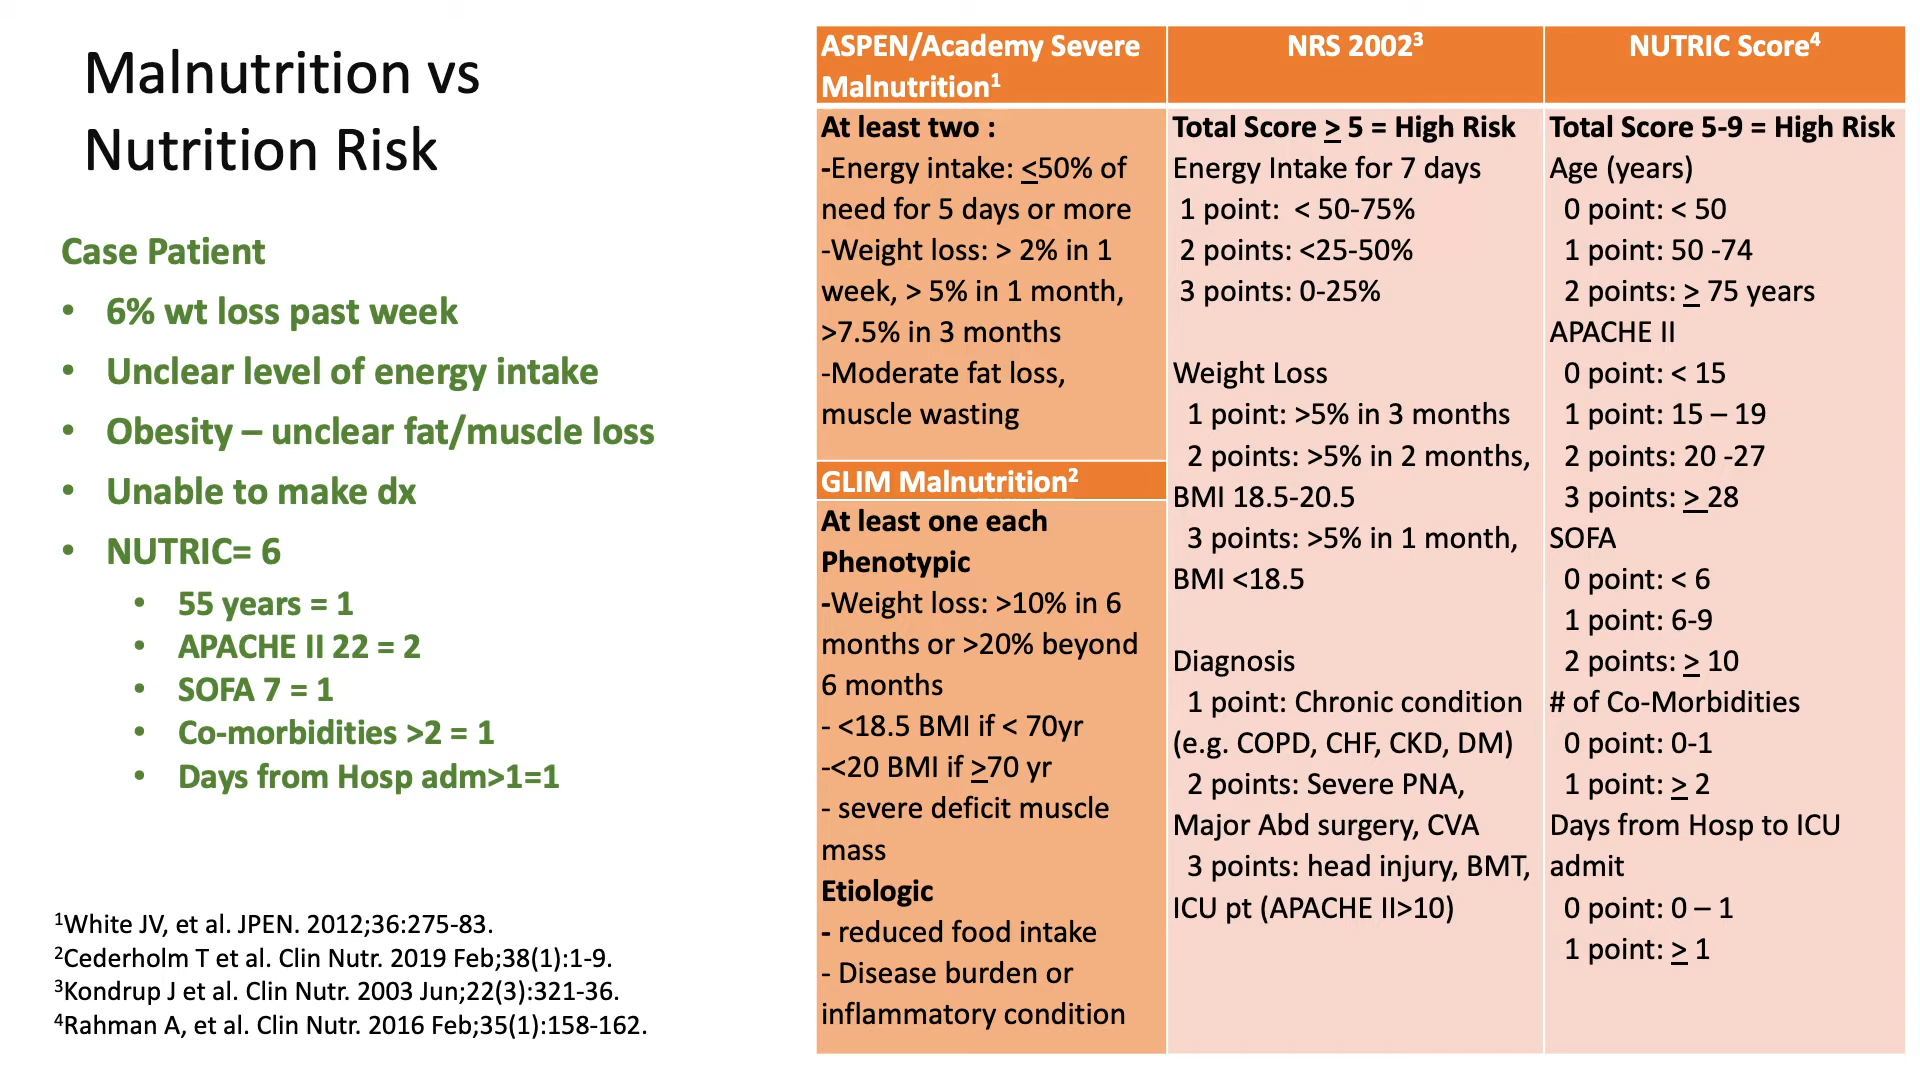 Malnutrition vs
Nutrition Risk
Case Patient
• 6% wt loss past week
• Unclear level of energy intake
• Obesity – unclear fat/muscle loss
• Unable to make dx
• NUTRIC= 6
• 55 years = 1
• APACHE II 22 = 2
• SOFA 7 = 1
• Co-morbidities >2 = 1
• Days from Hosp adm>1=1
¹White JV, et al. JPEN. 2012;36:275-83.
²Cederholm T et al. Clin Nutr. 2019 Feb;38(1):1-9.
³Kondrup J et al. Clin Nutr. 2003 Jun;22(3):321-36.
⁴Rahman A, et al. Clin Nutr. 2016 Feb;35(1):158-162.
ASPEN/Academy Severe
Malnutrition¹
At least two :
-Energy intake: ≤50% of
need for 5 days or more
-Weight loss: > 2% in 1
week, > 5% in 1 month,
>7.5% in 3 months
-Moderate fat loss,
muscle wasting
GLIM Malnutrition²
At least one each
Phenotypic
-Weight loss: >10% in 6
months or >20% beyond
6 months
- <18.5 BMI if < 70yr
-<20 BMI if ≥70 yr
- severe deficit muscle
mass
Etiologic
- reduced food intake
- Disease burden or
inflammatory condition
NRS 2002³
Total Score ≥ 5 = High Risk
Energy Intake for 7 days
1 point: < 50-75%
2 points: <25-50%
3 points: 0-25%
Weight Loss
1 point: >5% in 3 months
2 points: >5% in 2 months,
BMI 18.5-20.5
3 points: >5% in 1 month,
BMI <18.5
Diagnosis
1 point: Chronic condition
(e.g. COPD, CHF, CKD, DM)
2 points: Severe PNA,
Major Abd surgery, CVA
3 points: head injury, BMT,
ICU pt (APACHE II>10)
NUTRIC Score⁴
Total Score 5-9 = High Risk
Age (years)
0 point: < 50
1 point: 50 -74
2 points: ≥ 75 years
APACHE II
0 point: < 15
1 point: 15 – 19
2 points: 20 -27
3 points: ≥ 28
SOFA
0 point: < 6
1 point: 6-9
2 points: ≥ 10
# of Co-Morbidities
0 point: 0-1
1 point: ≥ 2
Days from Hosp to ICU
admit
0 point: 0 – 1
1 point: ≥ 1